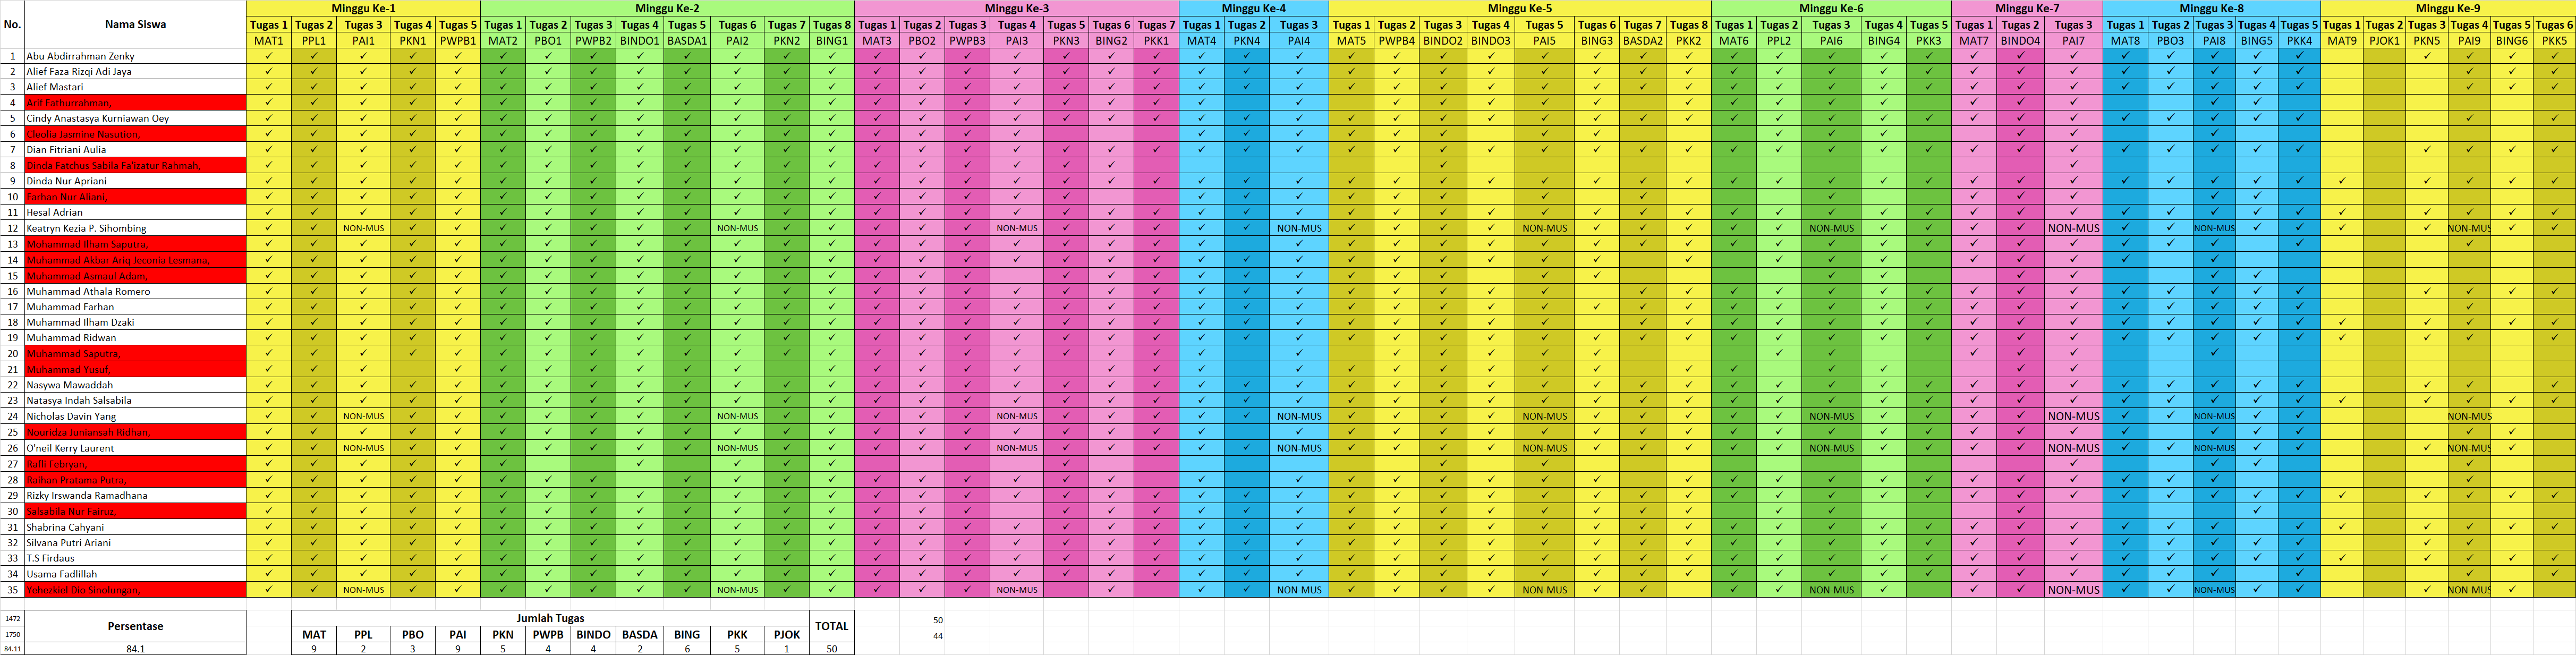 No. Nama Siswa Minggu Ke-1 Minggu Ke-2 Minggu Ke-3 Minggu Ke-4 Minggu Ke-5 Minggu Ke-6 Minggu Ke-7 Minggu Ke-8 Minggu Ke-9
Tugas 1 Tugas 2 Tugas 3 Tugas 4 Tugas 5 Tugas 1 Tugas 2 Tugas 3 Tugas 4 Tugas 5 Tugas 6 Tugas 7 Tugas 8 Tugas 1 Tugas 2 Tugas 3 Tugas 4 Tugas 5 Tugas 6 Tugas 7 Tugas 1 Tugas 2 Tugas 3 Tugas 1 Tugas 2 Tugas 3 Tugas 4 Tugas 5 Tugas 6 Tugas 7 Tugas 8 Tugas 1 Tugas 2 Tugas 3 Tugas 4 Tugas 5 Tugas 1 Tugas 2 Tugas 3 Tugas 1 Tugas 2 Tugas 3 Tugas 4 Tugas 5 Tugas 1 Tugas 2 Tugas 3 Tugas 4 Tugas 5 Tugas 6
MAT1 PPL1 PAI1 PKN1 PWPB1 MAT2 PBO1 PWPB2 BINDO1 BASDA1 PAI2 PKN2 BING1 MAT3 PBO2 PWPB3 PAI3 PKN3 BING2 PKK1 MAT4 PKN4 PAI4 MAT5 PWPB4 BINDO2 BINDO3 PAI5 BING3 BASDA2 PKK2 MAT6 PPL2 PAI6 BING4 PKK3 MAT7 BINDO4 PAI7 MAT8 PBO3 PAI8 BING5 PKK4 MAT9 PJOK1 PKN5 PAI9 BING6 PKK5
1 Abu Abdirrahman Zenky
2 Alief Faza Rizqi Adi Jaya
3 Alief Mastari
4 Arif Fathurrahman,
5 Cindy Anastasya Kurniawan Oey
6 Cleolia Jasmine Nasution,
7 Dian Fitriani Aulia
8 Dinda Fatchus Sabila Fa'izatur Rahmah,
9 Dinda Nur Apriani
10 Farhan Nur Aliani,
11 Hesal Adrian
12 Keatryn Kezia P. Sihombing NON-MUS NON-MUS NON-MUS NON-MUS NON-MUS NON-MUS NON-MUS NON-MUS NON-MUS
13 Mohammad Ilham Saputra,
14 Muhammad Akbar Ariq Jeconia Lesmana,
15 Muhammad Asmaul Adam,
16 Muhammad Athala Romero
17 Muhammad Farhan
18 Muhammad Ilham Dzaki
19 Muhammad Ridwan
20 Muhammad Saputra,
21 Muhammad Yusuf,
22 Nasywa Mawaddah
23 Natasya Indah Salsabila
24 Nicholas Davin Yang NON-MUS NON-MUS NON-MUS NON-MUS NON-MUS NON-MUS NON-MUS NON-MUS NON-MUS
25 Nouridza Juniansah Ridhan,
26 O'neil Kerry Laurent NON-MUS NON-MUS NON-MUS NON-MUS NON-MUS NON-MUS NON-MUS NON-MUS NON-MUS
27 Rafli Febryan,
28 Raihan Pratama Putra,
29 Rizky Irswanda Ramadhana
30 Salsabila Nur Fairuz,
31 Shabrina Cahyani
32 Silvana Putri Ariani
33 T.S Firdaus
34 Usama Fadlillah
35 Yehezkiel Dio Sinolungan, NON-MUS NON-MUS NON-MUS NON-MUS NON-MUS NON-MUS NON-MUS NON-MUS NON-MUS
1472 Persentase Jumlah Tugas TOTAL 50
1750 MAT PPL PBO PAI PKN PWPB BINDO BASDA BING PKK PJOK 44
84.11 84.1 9 2 3 9 5 4 4 2 6 5 1 50